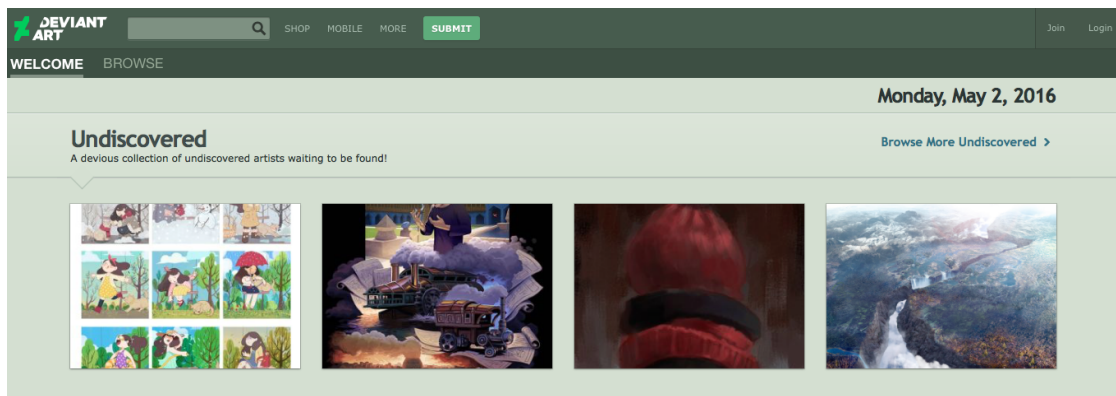 DEVIANT
ART
SHOP MOBILE MORE SUBMIT Join Login
WELCOME BROWSE
Monday, May 2, 2016
Undiscovered
A devious collection of undiscovered artists waiting to be found!
Browse More Undiscovered >